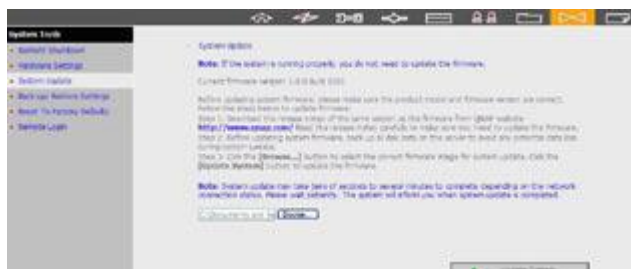 System Tools
Restart/ Shutdown
Hardware Settings
System Update
Back up/ Restore Settings
Reset To Factory Defaults
Remote Login
System Update
Note: If the system is running properly, you do not need to update the firmware.
Current firmware version:
Before updating system firmware, please make sure the product model and firmware version are correct.
Follow the steps below to update firmware:
Step 1: Download the release notes of the same version as the firmware from QNAP website
http://www.qnap.com/ Read the release notes carefully to make sure you need to update the firmware.
Step 2: Before updating system firmware, back up all disk data on the server to avoid any potential data loss
during system update.
Step 3: Click the [Browse...] button to select the correct firmware image for system update. Click the
[Update System] button to update the firmware.
Note: System update may take tens of seconds to several minutes to complete depending on the network
connection status. Please wait patiently. The system will inform you when system update is completed.
C:\Documents and
Browse...